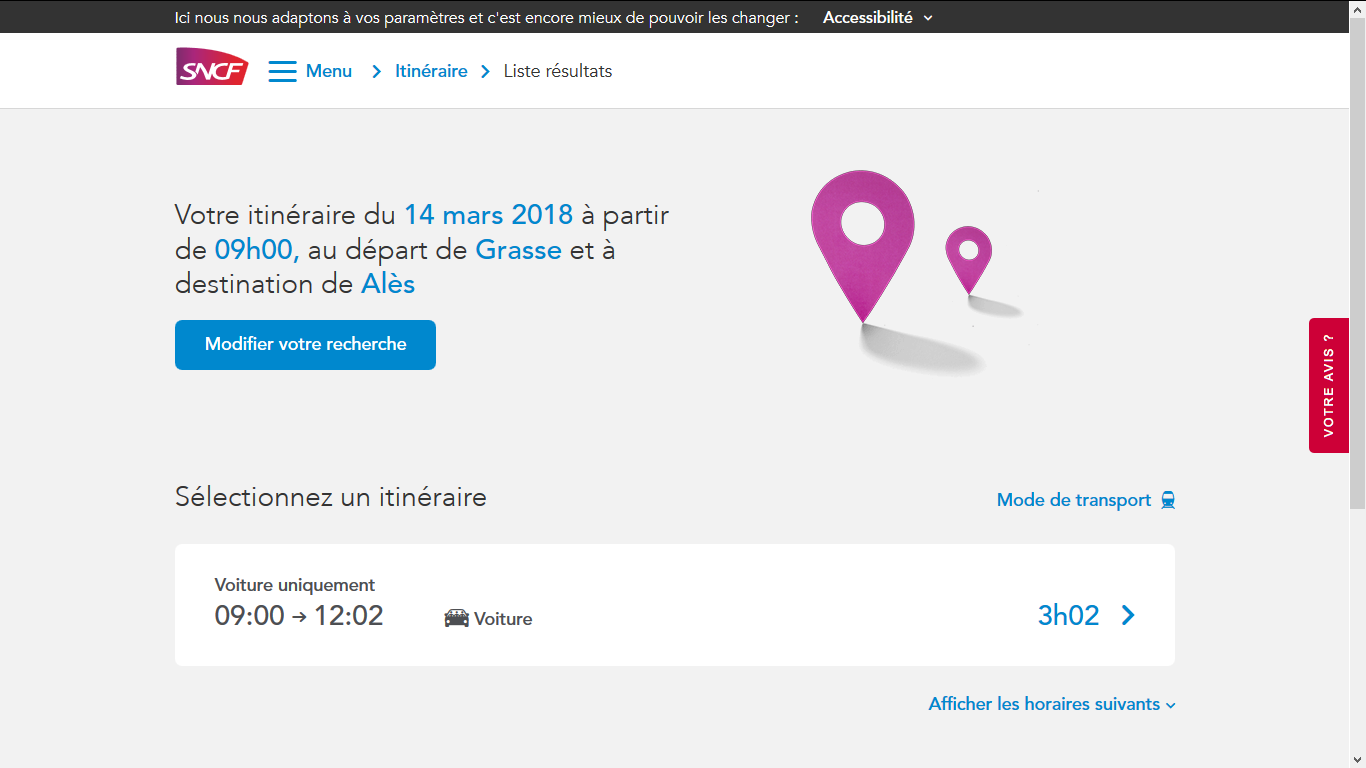 Ici nous nous adaptons à vos paramètres et c'est encore mieux de pouvoir les changer : Accessibilité
SNCF Menu Itinéraire Liste résultats
Votre itinéraire du 14 mars 2018 à partir
de 09h00, au départ de Grasse et à
destination de Alès
Modifier votre recherche
VOTRE AVIS ?
Sélectionnez un itinéraire Mode de transport
Voiture uniquement
09:00 → 12:02 Voiture 3h02
Afficher les horaires suivants